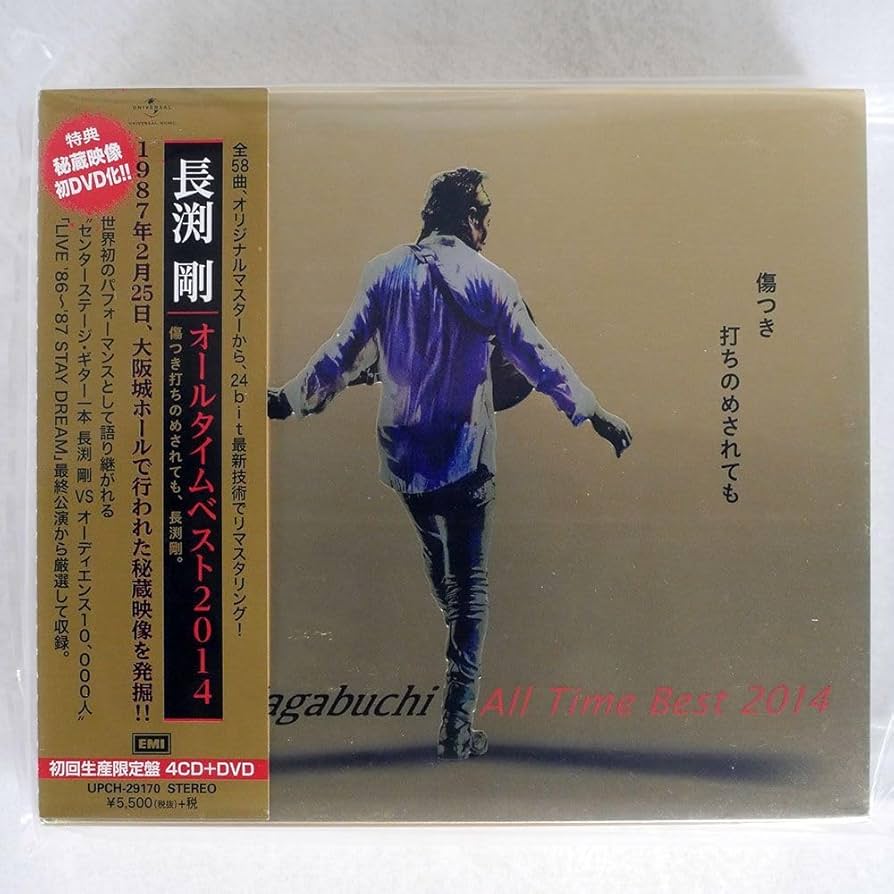 UNIVERSAL
UNIVERSAL MUSIC
特典
秘蔵映像
初DVD化!!
全58曲、オリジナルマスターから、24bit最新技術でリマスタリング!
長渕 剛
オールタイムベスト2014
傷つき打ちのめされても、長渕剛。
1987年2月25日、大阪城ホールで行われた秘蔵映像を発掘!!
世界初のパフォーマンスとして語り継がれる
"センターステージ・ギター一本 長渕 剛 VS オーディエンス10,000人"
「LIVE '86〜'87 STAY DREAM」最終公演から厳選して収録。
EMI
初回生産限定盤 4CD+DVD
UPCH-29170 STEREO
¥5,500(税抜)+税
傷つき
打ちのめされても
agabuchi All Time Best 2014